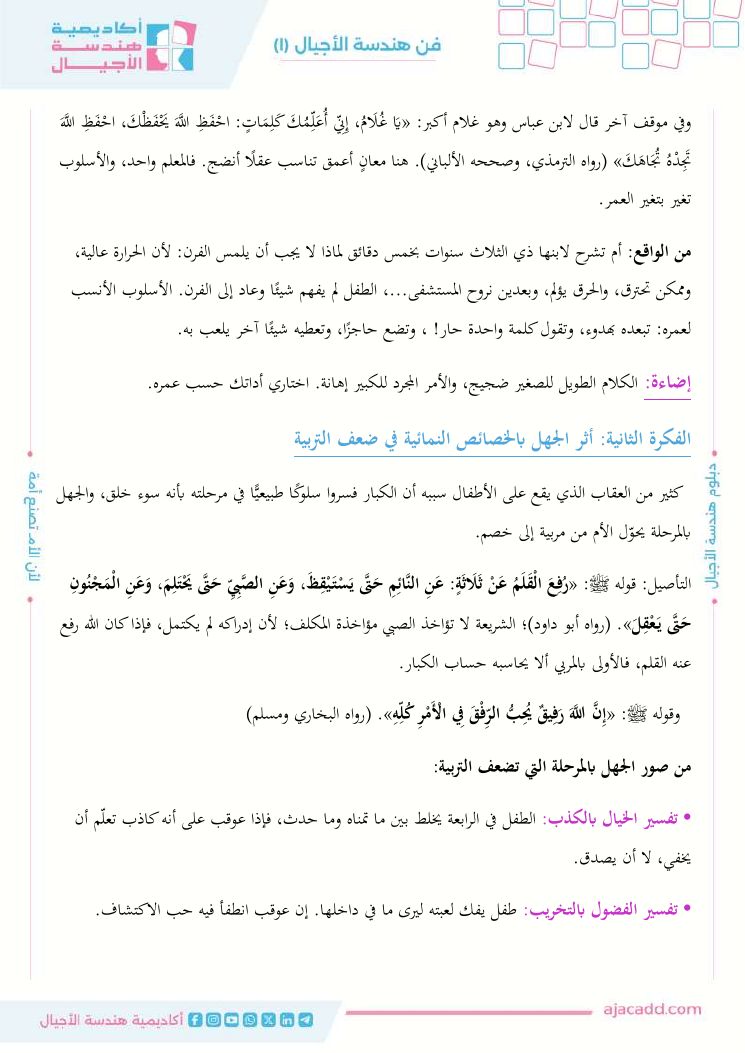 أكاديمية
هندسة
الأجيال
فن هندسة الأجيال (١)
وفي موقف آخر قال لابن عباس وهو غلام أكبر: «يَا غُلَامُ، إِنِّي أُعَلِّمُكَ كَلِمَاتٍ: احْفَظِ اللَّهَ يَحْفَظْكَ، احْفَظِ اللَّهَ
تَجِدْهُ تُجَاهَكَ» (رواه الترمذي، وصححه الألباني). هنا معانٍ أعمق تناسب عقلًا أنضج. فالمعلم واحد، والأسلوب
تغير بتغير العمر.
من الواقع: أم تشرح لابنها ذي الثلاث سنوات بخمس دقائق لماذا لا يجب أن يلمس الفرن: لأن الحرارة عالية،
وممكن تحترق، والحرق يؤلم، وبعدين نروح المستشفى...، الطفل لم يفهم شيئًا وعاد إلى الفرن. الأسلوب الأنسب
لعمره: تبعده بهدوء، وتقول كلمة واحدة حار! ، وتضع حاجزًا، وتعطيه شيئًا آخر يلعب به.
إضاءة: الكلام الطويل للصغير ضجيج، والأمر المجرد للكبير إهانة. اختاري أداتك حسب عمره.
الفكرة الثانية: أثر الجهل بالخصائص النمائية في ضعف التربية
كثير من العقاب الذي يقع على الأطفال سببه أن الكبار فسروا سلوكًا طبيعيًّا في مرحلته بأنه سوء خلق، والجهل
بالمرحلة يحوّل الأم من مربية إلى خصم.
التأصيل: قوله ﷺ: «رُفِعَ الْقَلَمُ عَنْ ثَلَاثَةٍ: عَنِ النَّائِمِ حَتَّى يَسْتَيْقِظَ، وَعَنِ الصَّبِيِّ حَتَّى يَحْتَلِمَ، وَعَنِ الْمَجْنُونِ
حَتَّى يَعْقِلَ». (رواه أبو داود)؛ الشريعة لا تؤاخذ الصبي مؤاخذة المكلف؛ لأن إدراكه لم يكتمل، فإذا كان الله رفع
عنه القلم، فالأولى بالمربي ألا يحاسبه حساب الكبار.
وقوله ﷺ: «إِنَّ اللَّهَ رَفِيقٌ يُحِبُّ الرِّفْقَ فِي الْأَمْرِ كُلِّهِ». (رواه البخاري ومسلم)
من صور الجهل بالمرحلة التي تضعف التربية:
• تفسير الخيال بالكذب: الطفل في الرابعة يخلط بين ما تمناه وما حدث، فإذا عوقب على أنه كاذب تعلّم أن
يخفي، لا أن يصدق.
• تفسير الفضول بالتخريب: طفل يفك لعبته ليرى ما في داخلها. إن عوقب انطفأ فيه حب الاكتشاف.
دبلوم هندسة الأجيال
لأن الأم تصنع أمة
ajacadd.com
أكاديمية هندسة الأجيال